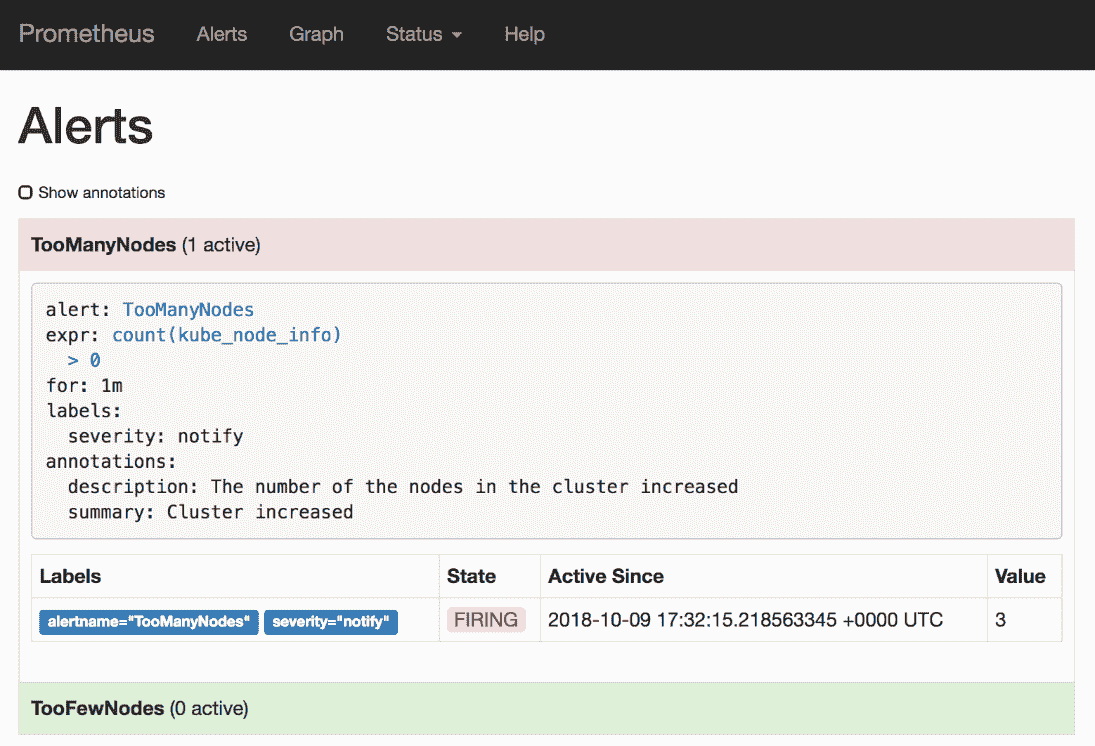 Prometheus Alerts Graph Status Help
Alerts
Show annotations
TooManyNodes (1 active)
alert: TooManyNodes
expr: count(kube_node_info)
  > 0
for: 1m
labels:
  severity: notify
annotations:
  description: The number of the nodes in the cluster increased
  summary: Cluster increased
Labels State Active Since Value
alertname="TooManyNodes" severity="notify" FIRING 2018-10-09 17:32:15.218563345 +0000 UTC 3
TooFewNodes (0 active)